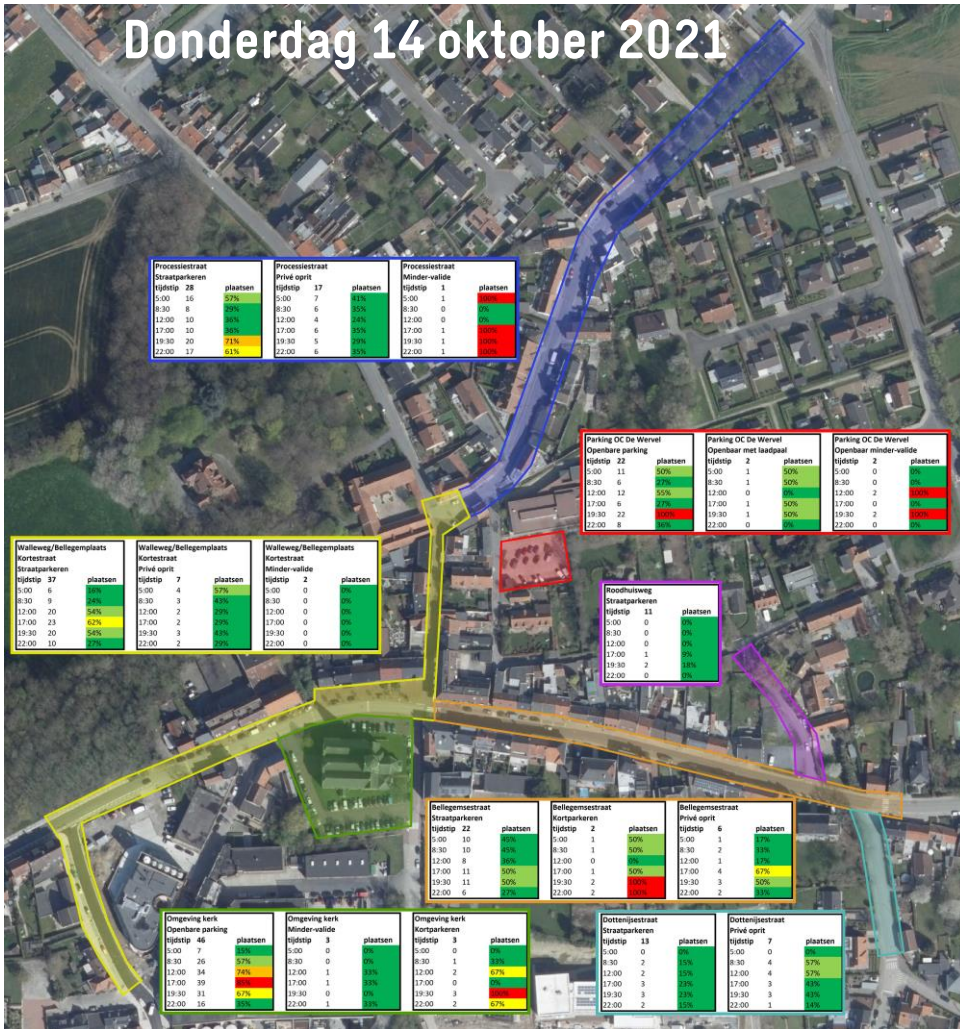 Donderdag 14 oktober 2021
Processiestraat
Straatparkeren
tijdstip 28 plaatsen
5:00 16 57%
8:30 8 29%
12:00 10 36%
17:00 10 36%
19:30 20 71%
22:00 17 61%
Processiestraat
Privé oprit
tijdstip 17 plaatsen
5:00 7 41%
8:30 6 35%
12:00 4 24%
17:00 6 35%
19:30 5 29%
22:00 6 35%
Processiestraat
Minder-valide
tijdstip 1 plaatsen
5:00 1 100%
8:30 0 0%
12:00 0 0%
17:00 1 100%
19:30 1 100%
22:00 1 100%
Parking OC De Wervel
Openbare parking
tijdstip 22 plaatsen
5:00 11 50%
8:30 6 27%
12:00 12 55%
17:00 6 27%
19:30 22 100%
22:00 8 36%
Parking OC De Wervel
Openbaar met laadpaal
tijdstip 2 plaatsen
5:00 1 50%
8:30 1 50%
12:00 0 0%
17:00 1 50%
19:30 1 50%
22:00 0 0%
Parking OC De Wervel
Openbaar minder-valide
tijdstip 2 plaatsen
5:00 0 0%
8:30 0 0%
12:00 2 100%
17:00 0 0%
19:30 2 100%
22:00 0 0%
Walleweg/Bellegemplaats
Kortestraat
Straatparkeren
tijdstip 37 plaatsen
5:00 6 16%
8:30 9 24%
12:00 20 54%
17:00 23 62%
19:30 20 54%
22:00 10 27%
Walleweg/Bellegemplaats
Kortestraat
Privé oprit
tijdstip 7 plaatsen
5:00 4 57%
8:30 3 43%
12:00 2 29%
17:00 2 29%
19:30 3 43%
22:00 2 29%
Walleweg/Bellegemplaats
Kortestraat
Minder-valide
tijdstip 2 plaatsen
5:00 0 0%
8:30 0 0%
12:00 0 0%
17:00 0 0%
19:30 0 0%
22:00 0 0%
Roodhuisweg
Straatparkeren
tijdstip 11 plaatsen
5:00 0 0%
8:30 0 0%
12:00 0 0%
17:00 1 9%
19:30 2 18%
22:00 0 0%
Bellegemsestraat
Straatparkeren
tijdstip 22 plaatsen
5:00 10 45%
8:30 10 45%
12:00 8 36%
17:00 11 50%
19:30 11 50%
22:00 6 27%
Bellegemsestraat
Kortparkeren
tijdstip 2 plaatsen
5:00 1 50%
8:30 1 50%
12:00 0 0%
17:00 1 50%
19:30 2 100%
22:00 2 100%
Bellegemsestraat
Privé oprit
tijdstip 6 plaatsen
5:00 1 17%
8:30 2 33%
12:00 1 17%
17:00 4 67%
19:30 3 50%
22:00 2 33%
Omgeving kerk
Openbare parking
tijdstip 46 plaatsen
5:00 7 15%
8:30 26 57%
12:00 34 74%
17:00 39 85%
19:30 31 67%
22:00 16 35%
Omgeving kerk
Minder-valide
tijdstip 3 plaatsen
5:00 0 0%
8:30 0 0%
12:00 1 33%
17:00 1 33%
19:30 0 0%
22:00 1 33%
Omgeving kerk
Kortparkeren
tijdstip 3 plaatsen
5:00 0 0%
8:30 1 33%
12:00 2 67%
17:00 0 0%
19:30 3 100%
22:00 2 67%
Dottenijsestraat
Straatparkeren
tijdstip 13 plaatsen
5:00 0 0%
8:30 2 15%
12:00 2 15%
17:00 3 23%
19:30 3 23%
22:00 2 15%
Dottenijsestraat
Privé oprit
tijdstip 7 plaatsen
5:00 0 0%
8:30 4 57%
12:00 4 57%
17:00 3 43%
19:30 3 43%
22:00 1 14%